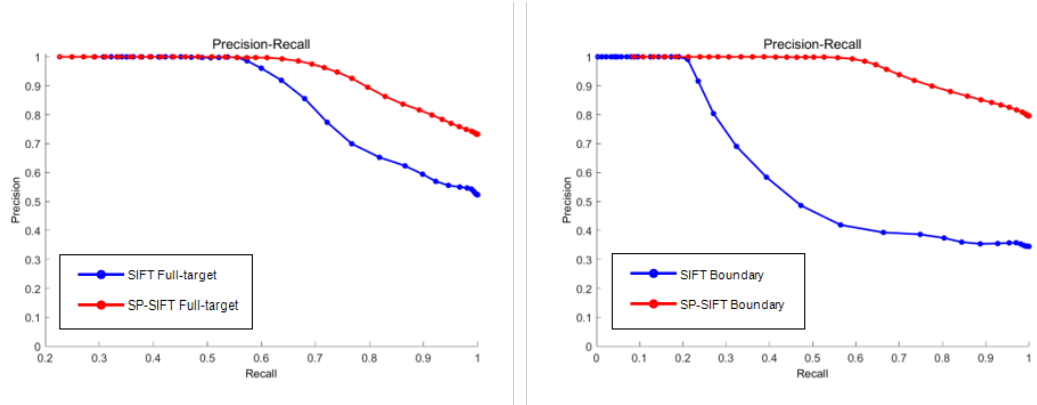 Precision-Recall
1
0.9
0.8
0.7
0.6
0.5
0.4
0.3
0.2
0.1
0
Precision
SIFT Full-target
SP-SIFT Full-target
0.2 0.3 0.4 0.5 0.6 0.7 0.8 0.9 1
Recall
Precision-Recall
1
0.9
0.8
0.7
0.6
0.5
0.4
0.3
0.2
0.1
0
Precision
SIFT Boundary
SP-SIFT Boundary
0 0.1 0.2 0.3 0.4 0.5 0.6 0.7 0.8 0.9 1
Recall